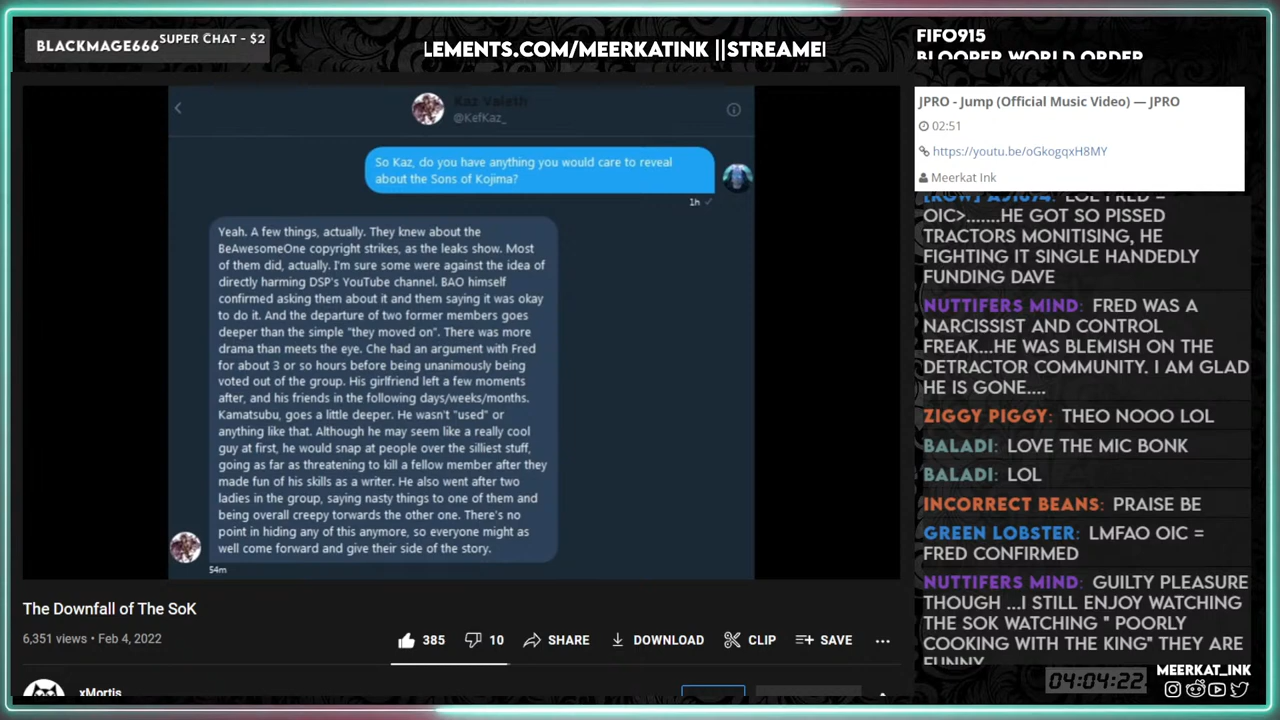 BLACKMAGE666 SUPER CHAT - $2
LEMENTS.COM/MEERKATINK ||STREAMEI
FIFO915
BLOOPER WORLD ORDER
Kaz Valeth
@KefKaz_
So Kaz, do you have anything you would care to reveal
about the Sons of Kojima?
1h ✓
Yeah. A few things, actually. They knew about the
BeAwesomeOne copyright strikes, as the leaks show. Most
of them did, actually. I'm sure some were against the idea of
directly harming DSP's YouTube channel. BAO himself
confirmed asking them about it and them saying it was okay
to do it. And the departure of two former members goes
deeper than the simple "they moved on". There was more
drama than meets the eye. Che had an argument with Fred
for about 3 or so hours before being unanimously being
voted out of the group. His girlfriend left a few moments
after, and his friends in the following days/weeks/months.
Kamatsubu, goes a little deeper. He wasn't "used" or
anything like that. Although he may seem like a really cool
guy at first, he would snap at people over the silliest stuff,
going as far as threatening to kill a fellow member after they
made fun of his skills as a writer. He also went after two
ladies in the group, saying nasty things to one of them and
being overall creepy torwards the other one. There's no
point in hiding any of this anymore, so everyone might as
well come forward and give their side of the story.
54m
The Downfall of The SoK
6,351 views • Feb 4, 2022
385 10 SHARE DOWNLOAD CLIP SAVE ...
xMortis
JPRO - Jump (Official Music Video) — JPRO
02:51
https://youtu.be/oGkogqxH8MY
Meerkat Ink
[ROW] AJ1674: LOL FRED =
OIC>.......HE GOT SO PISSED
TRACTORS MONITISING, HE
FIGHTING IT SINGLE HANDEDLY
FUNDING DAVE
NUTTIFERS MIND: FRED WAS A
NARCISSIST AND CONTROL
FREAK...HE WAS BLEMISH ON THE
DETRACTOR COMMUNITY. I AM GLAD
HE IS GONE....
ZIGGY PIGGY: THEO NOOO LOL
BALADI: LOVE THE MIC BONK
BALADI: LOL
INCORRECT BEANS: PRAISE BE
GREEN LOBSTER: LMFAO OIC =
FRED CONFIRMED
NUTTIFERS MIND: GUILTY PLEASURE
THOUGH ...I STILL ENJOY WATCHING
THE SOK WATCHING " POORLY
COOKING WITH THE KING" THEY ARE
FUNNY
04:04:22
MEERKAT_INK